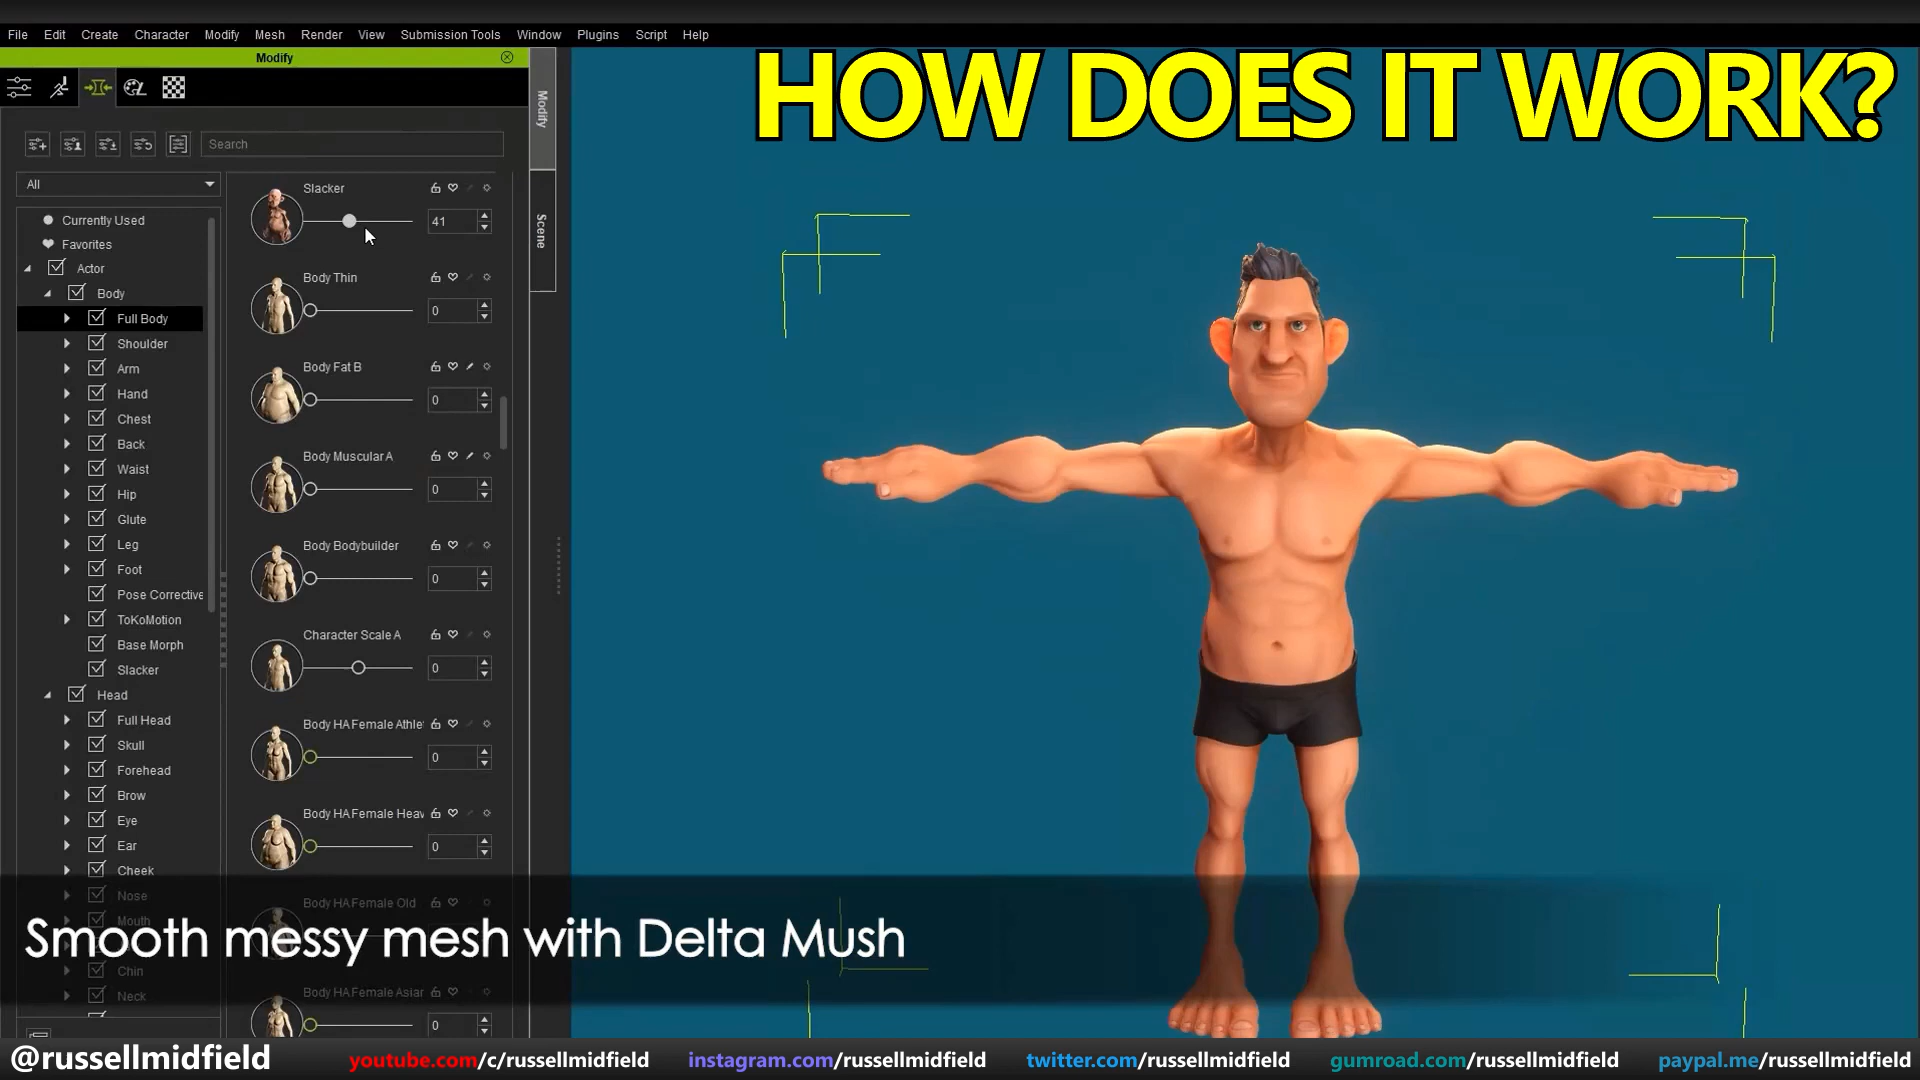 File Edit Create Character Modify Mesh Render View Submission Tools Window Plugins Script Help
Modify
HOW DOES IT WORK?
Modify
Scene
Search
All
Currently Used
Favorites
Actor
Body
Full Body
Shoulder
Arm
Hand
Chest
Back
Waist
Hip
Glute
Leg
Foot
Pose Corrective
ToKoMotion
Base Morph
Slacker
Head
Full Head
Skull
Forehead
Brow
Eye
Ear
Cheek
Nose
Mouth
Chin
Neck
Slacker
41
Body Thin
0
Body Fat B
0
Body Muscular A
0
Body Bodybuilder
0
Character Scale A
0
Body HA Female Athle
0
Body HA Female Heav
0
Body HA Female Old
Body HA Female Asian
0
Smooth messy mesh with Delta Mush
@russellmidfield youtube.com/c/russellmidfield instagram.com/russellmidfield twitter.com/russellmidfield gumroad.com/russellmidfield paypal.me/russellmidfield